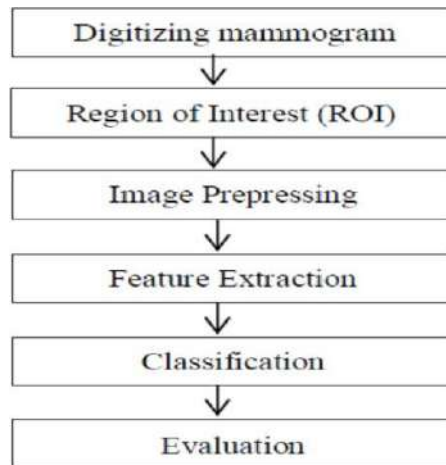 Digitizing mammogram
Region of Interest (ROI)
Image Prepressing
Feature Extraction
Classification
Evaluation